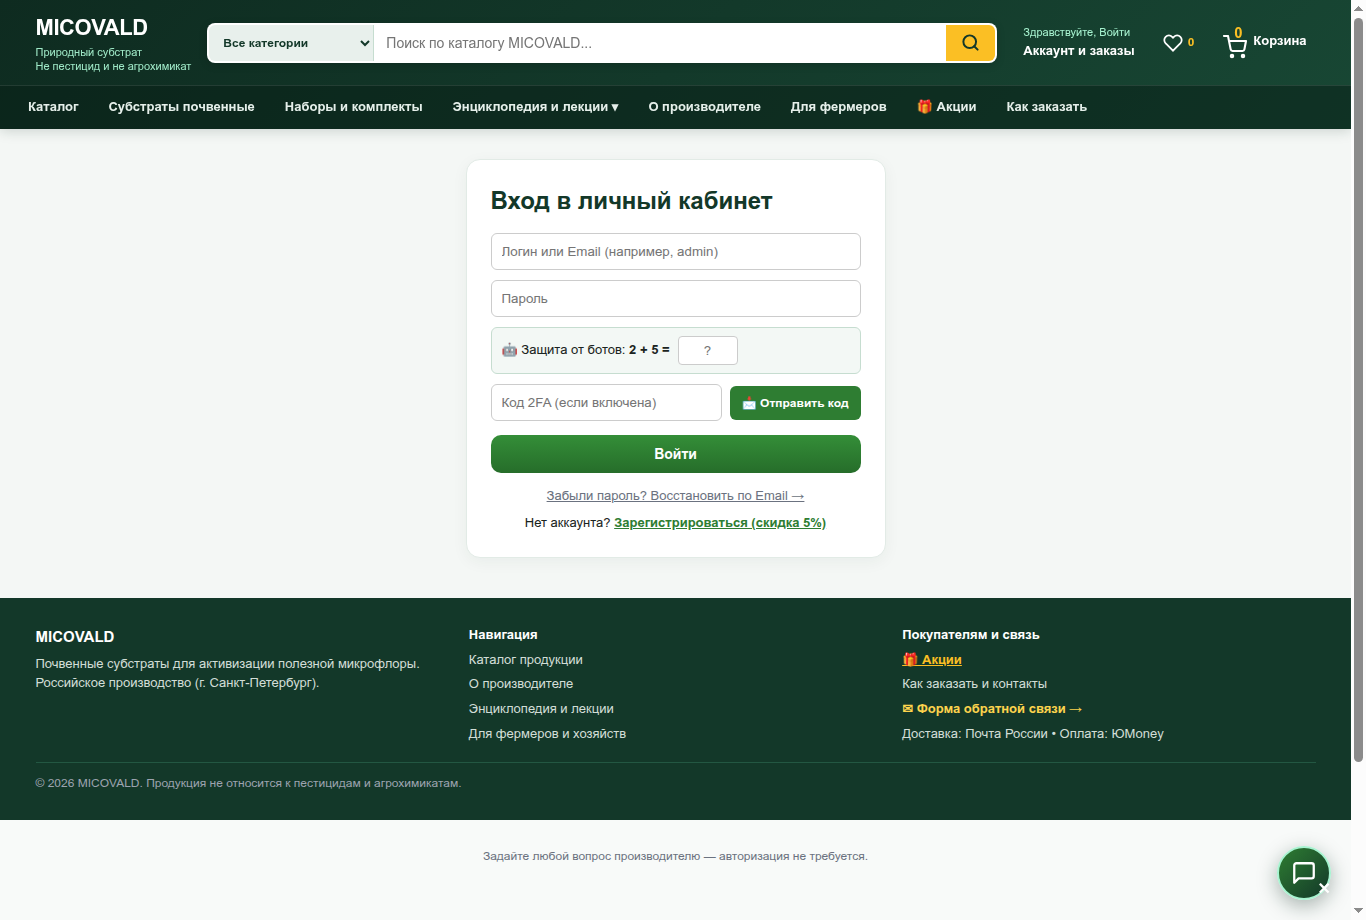 MICOVALD
Природный субстрат
Не пестицид и не агрохимикат
Все категории
Поиск по каталогу MICOVALD...
Здравствуйте, Войти
Аккаунт и заказы
0
0
Корзина
Каталог
Субстраты почвенные
Наборы и комплекты
Энциклопедия и лекции ▾
О производителе
Для фермеров
🎁 Акции
Как заказать
Вход в личный кабинет
Логин или Email (например, admin)
Пароль
🤖 Защита от ботов: 2 + 5 = ?
Код 2FA (если включена)
📩 Отправить код
Войти
Забыли пароль? Восстановить по Email →
Нет аккаунта? Зарегистрироваться (скидка 5%)
MICOVALD
Почвенные субстраты для активизации полезной микрофлоры.
Российское производство (г. Санкт-Петербург).
Навигация
Каталог продукции
О производителе
Энциклопедия и лекции
Для фермеров и хозяйств
Покупателям и связь
🎁 Акции
Как заказать и контакты
✉ Форма обратной связи →
Доставка: Почта России • Оплата: ЮMoney
© 2026 MICOVALD. Продукция не относится к пестицидам и агрохимикатам.
Задайте любой вопрос производителю — авторизация не требуется.